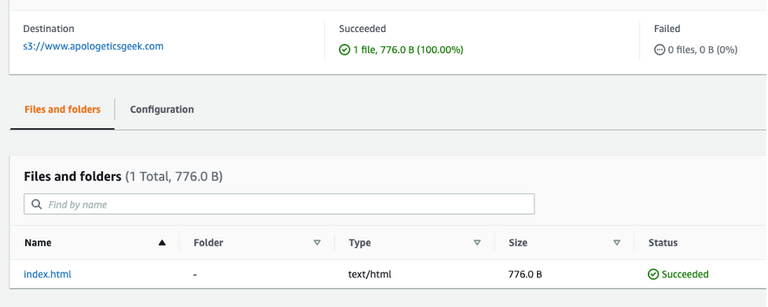 Destination
s3://www.apologeticsgeek.com
Succeeded
1 file, 776.0 B (100.00%)
Failed
0 files, 0 B (0%)
Files and folders
Configuration
Files and folders (1 Total, 776.0 B)
Find by name
Name Folder Type Size Status
index.html - text/html 776.0 B Succeeded